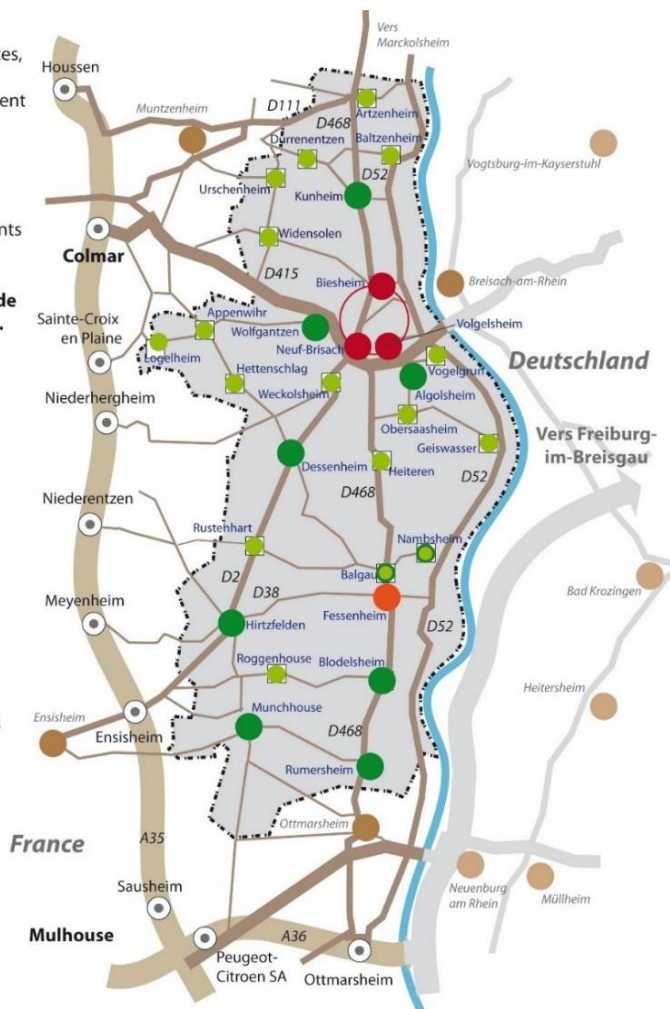 tes,
ent
nts
de
Vers
Marckolsheim
Houssen
Muntzenheim
D111
Artzenheim
D468
Durrenentzen
Baltzenheim
Vogtsburg-im-Kayserstuhl
D52
Urschenheim
Kunheim
Widensolen
Colmar
D415
Biesheim
Breisach-am-Rhein
Appenwihr
Sainte-Croix
en Plaine
Wolfgantzen
Volgelsheim
Neuf-Brisach
Logelheim
Hettenschlag
Vogelgrun
Deutschland
Weckolsheim
Algolsheim
Niederhergheim
Obersaasheim
Vers Freiburg-
im-Breisgau
Geiswasser
Dessenheim
Heiteren
D52
D468
Niederentzen
Rustenhart
Nambsheim
D2
Balgau
D38
Bad Krozingen
Meyenheim
Fessenheim
Hirtzfelden
D52
Roggenhouse
Blodelsheim
Heitersheim
Munchhouse
Ensisheim
Ensisheim
D468
Rumersheim
Ottmarsheim
France
A35
Sausheim
Neuenburg
am Rhein
Müllheim
Mulhouse
A36
Peugeot-
Citroen SA
Ottmarsheim